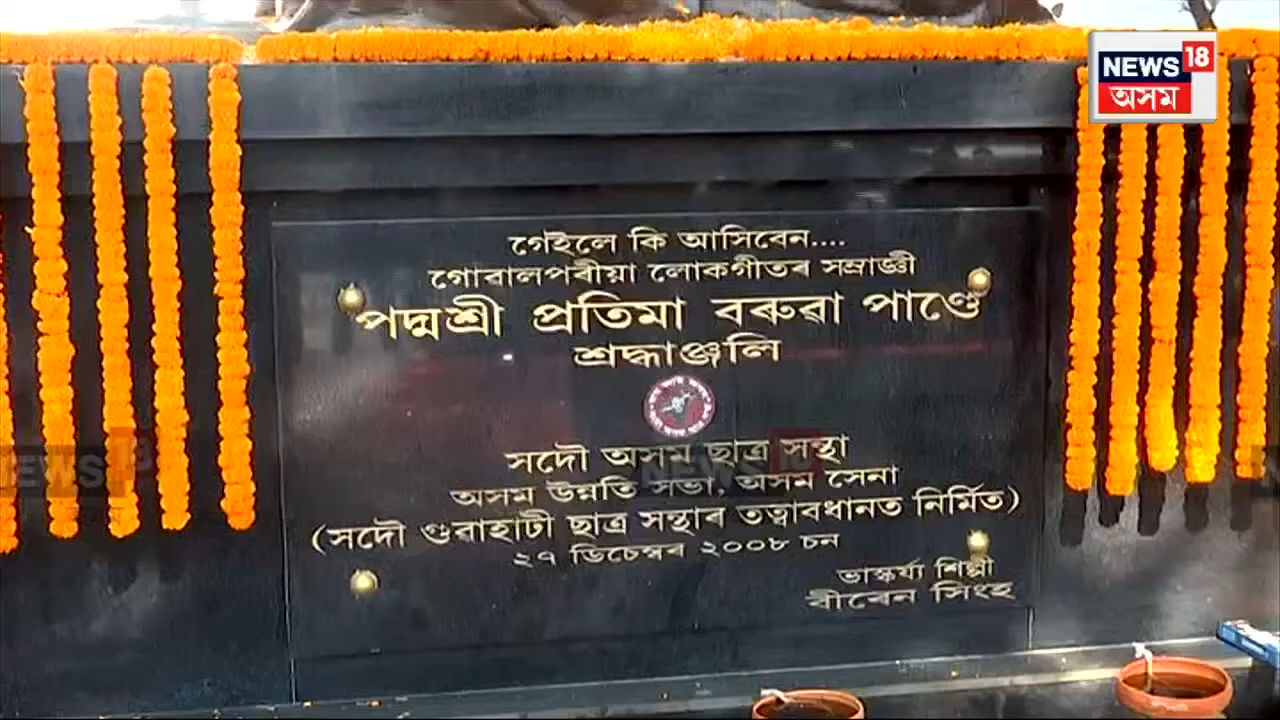 NEWS 18
অসম
গেইলে কি আসিবেন....
গোৱালপৰীয়া লোকগীতৰ সম্ৰাজ্ঞী
পদ্মশ্ৰী প্ৰতিমা বৰুৱা পাণ্ডে
শ্ৰদ্ধাঞ্জলি
সদৌ অসম ছাত্ৰ সন্থা
অসম উন্নতি সভা, অসম সেনা
(সদৌ গুৱাহাটী ছাত্ৰ সন্থাৰ তত্বাবধানত নিৰ্মিত)
২৭ ডিচেম্বৰ ২০০৮ চন
ভাস্কৰ্য্য শিল্পী
বীৰেন সিংহ